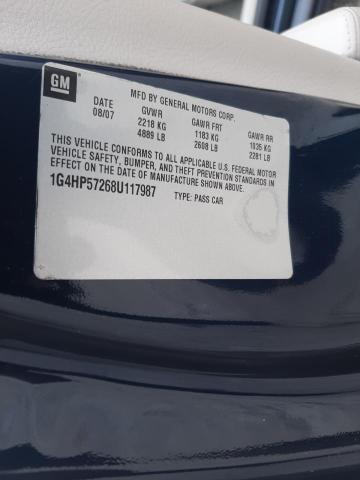 GM
MFD BY GENERAL MOTORS CORP.
DATE GVWR GAWR FRT GAWR RR
08/07 2218 KG 1183 KG 1035 KG
4889 LB 2608 LB 2281 LB
THIS VEHICLE CONFORMS TO ALL APPLICABLE U.S. FEDERAL MOTOR
VEHICLE SAFETY, BUMPER, AND THEFT PREVENTION STANDARDS IN
EFFECT ON THE DATE OF MANUFACTURE SHOWN ABOVE.
1G4HP57268U117987
TYPE: PASS CAR